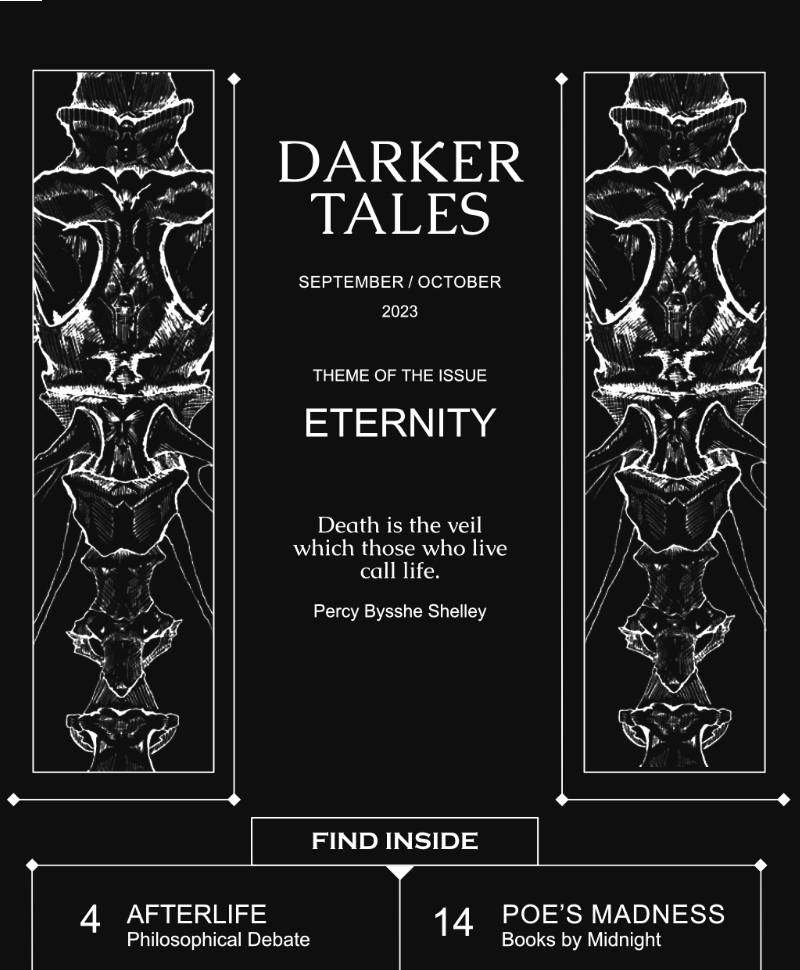 DARKER
TALES
SEPTEMBER / OCTOBER
2023
THEME OF THE ISSUE
ETERNITY
Death is the veil
which those who live
call life.
Percy Bysshe Shelley
FIND INSIDE
4 AFTERLIFE
Philosophical Debate
14 POE'S MADNESS
Books by Midnight